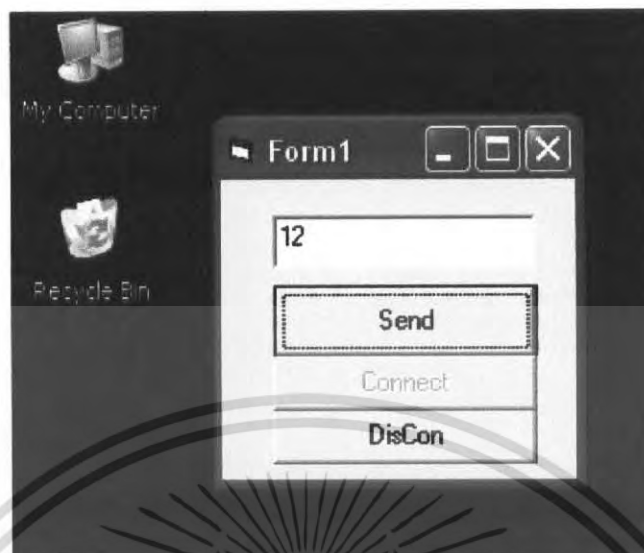 My Computer
Form1
12
Recycle Bin
Send
Connect
DisCon